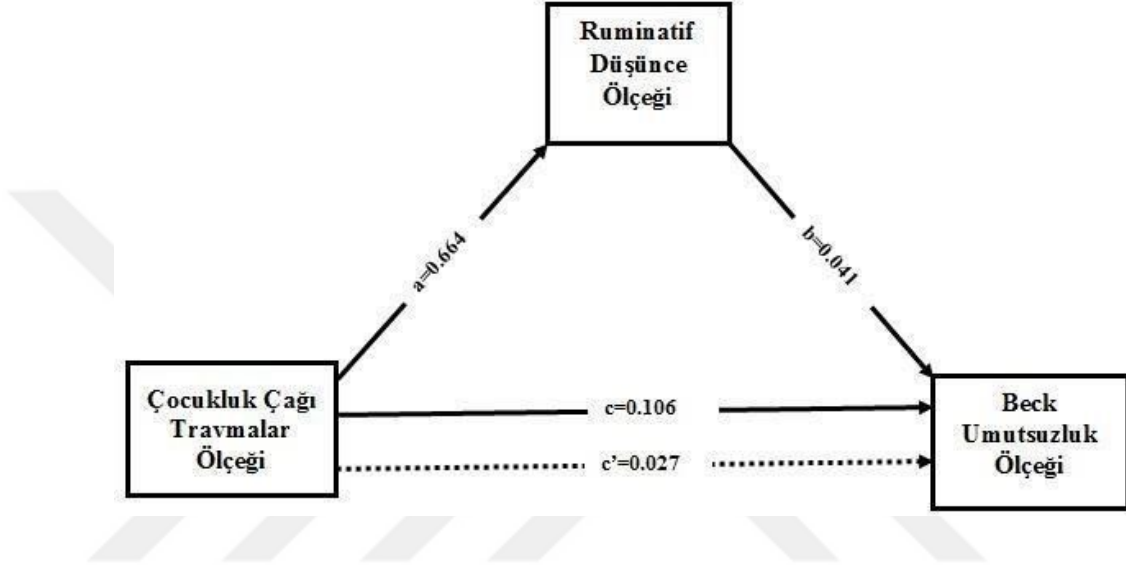 Ruminatif
Düşünce
Ölçeği
a=0.664
b=0.041
Çocukluk Çağı
Travmalar
Ölçeği
c=0.106
c’=0.027
Beck
Umutsuzluk
Ölçeği